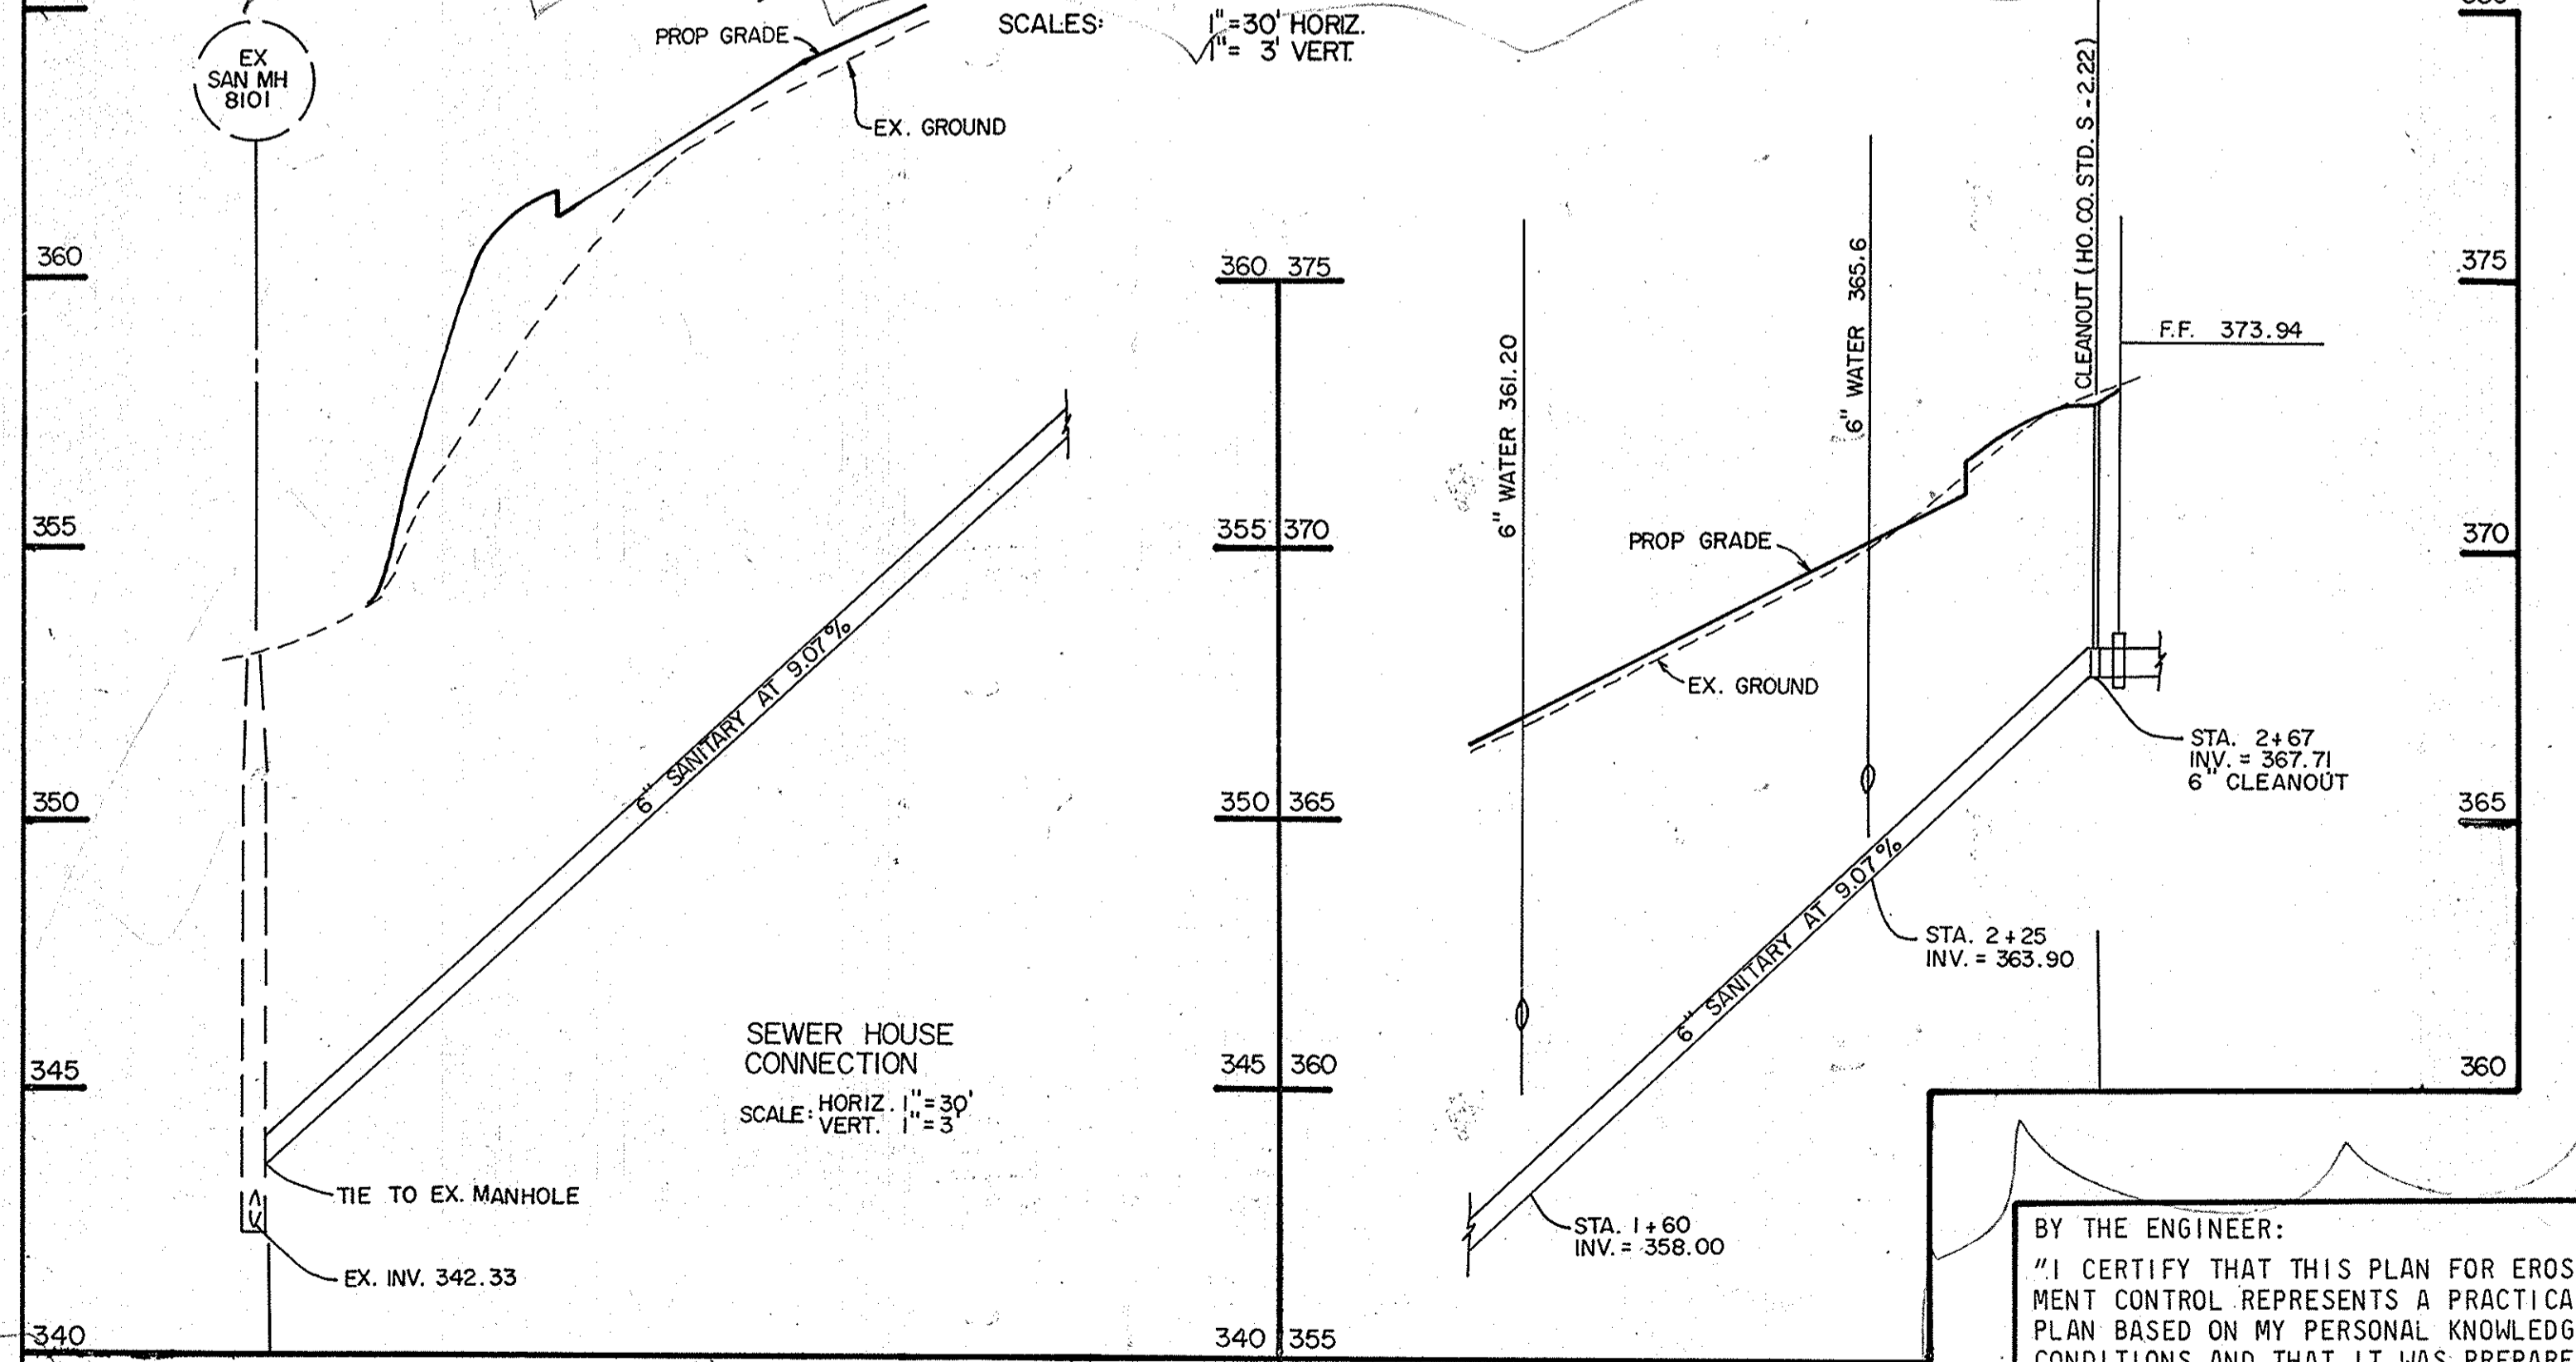 EX
SAN MH
8101
PROP GRADE
EX. GROUND
SCALES: 1"=30' HORIZ.
1"= 3' VERT.
360
355
350
345
340
6" SANITARY AT 9.07%
TIE TO EX. MANHOLE
EX. INV. 342.33
SEWER HOUSE
CONNECTION
SCALE: HORIZ. 1"=30'
VERT. 1"=3'
360 375
355 370
350 365
345 360
340 355
6" WATER 361.20
6" WATER 365.6
CLEANOUT (HO.CO.STD. S-2.22)
F.F. 373.94
PROP GRADE
EX. GROUND
6" SANITARY AT 9.07%
STA. 2+67
INV. = 367.71
6" CLEANOUT
STA. 2+25
INV. = 363.90
STA. 1+60
INV. = 358.00
375
370
365
360
BY THE ENGINEER:
"I CERTIFY THAT THIS PLAN FOR EROS
MENT CONTROL REPRESENTS A PRACTICA
PLAN BASED ON MY PERSONAL KNOWLEDG
CONDITIONS AND THAT IT WAS PREPARE